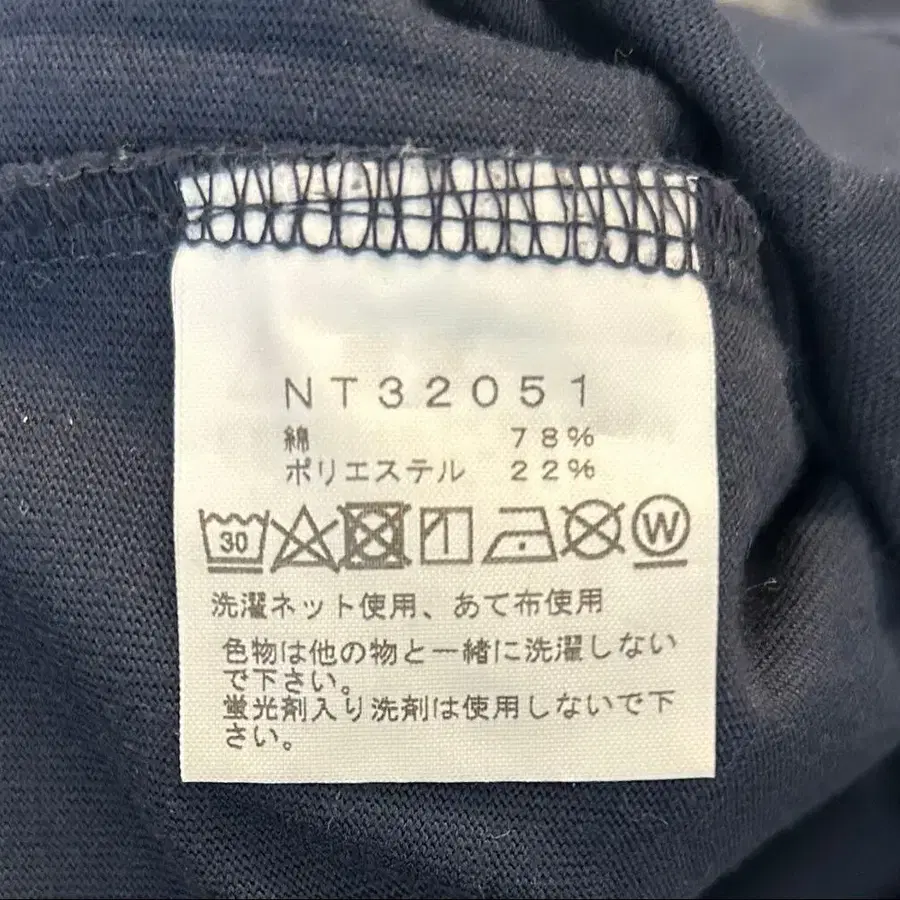 NT32051
綿 78%
ポリエステル 22%
30 W
洗濯ネット使用、あて布使用
色物は他の物と一緒に洗濯しない
で下さい。
蛍光剤入り洗剤は使用しないで下
さい。